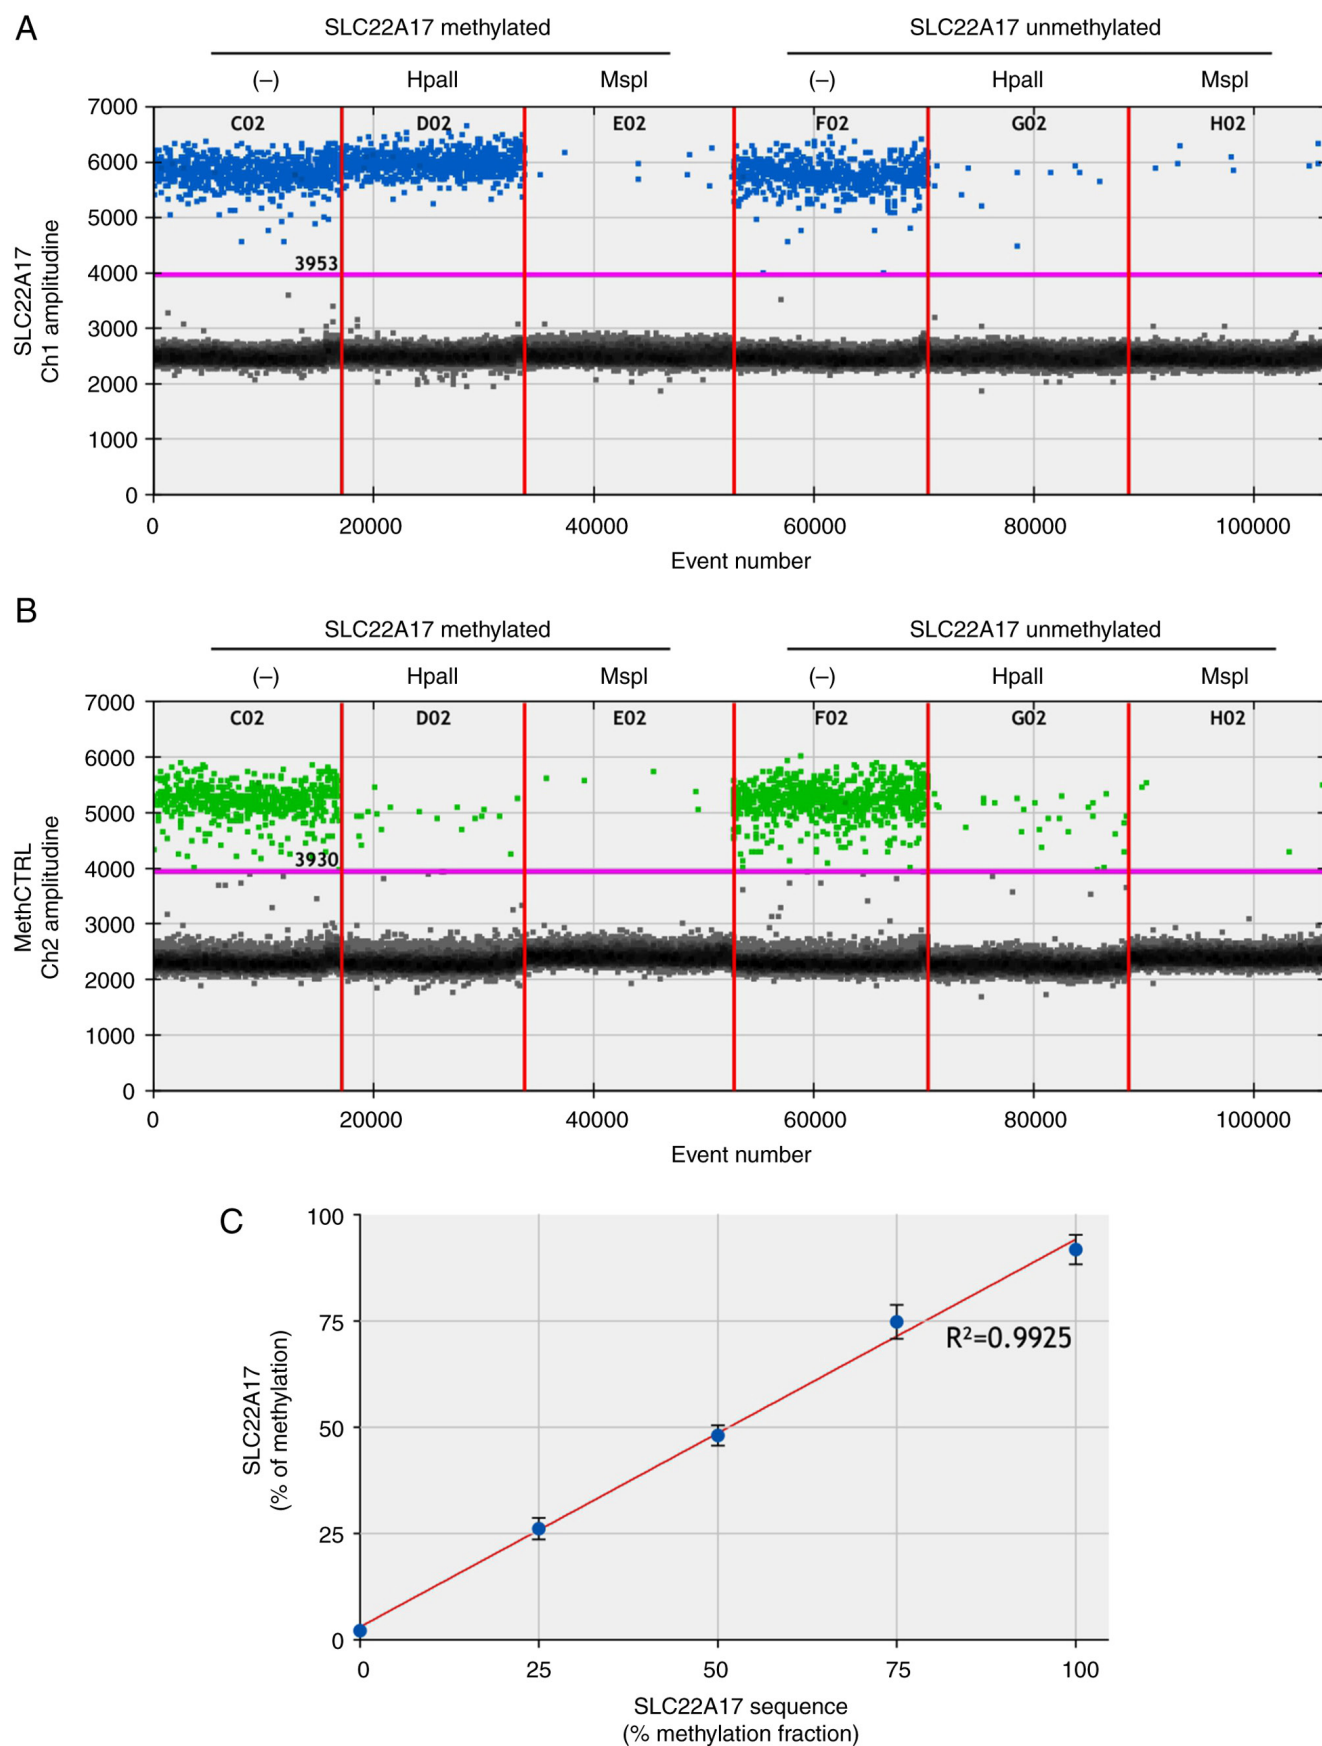 A
SLC22A17 methylated
SLC22A17 unmethylated
(–) HpaII MspI (–) HpaII MspI
C02 D02 E02 F02 G02 H02
7000
6000
5000
4000
3000
2000
1000
0
3953
SLC22A17
Ch1 amplitudine
0 20000 40000 60000 80000 100000
Event number
B
SLC22A17 methylated
SLC22A17 unmethylated
(–) HpaII MspI (–) HpaII MspI
C02 D02 E02 F02 G02 H02
7000
6000
5000
4000
3000
2000
1000
0
3930
MethCTRL
Ch2 amplitudine
0 20000 40000 60000 80000 100000
Event number
C
100
75
50
25
0
R²=0.9925
SLC22A17
(% of methylation)
0 25 50 75 100
SLC22A17 sequence
(% methylation fraction)